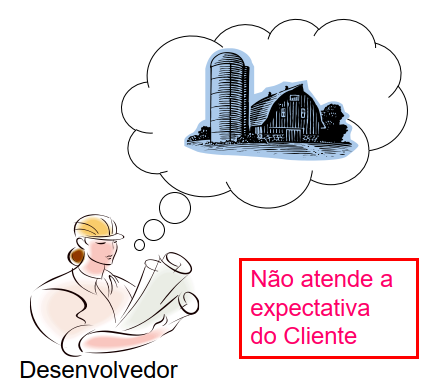 Não atende a
expectativa
do Cliente
Desenvolvedor